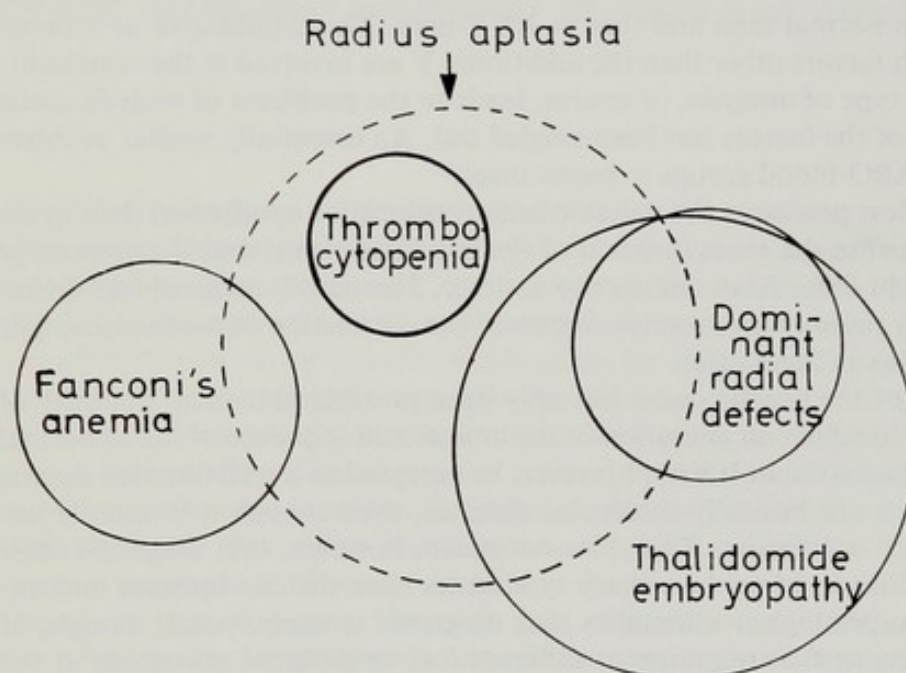 Radius aplasia
Thrombo-
cytopenia
Fanconi's
anemia
Domi-
nant
radial
defects
Thalidomide
embryopathy